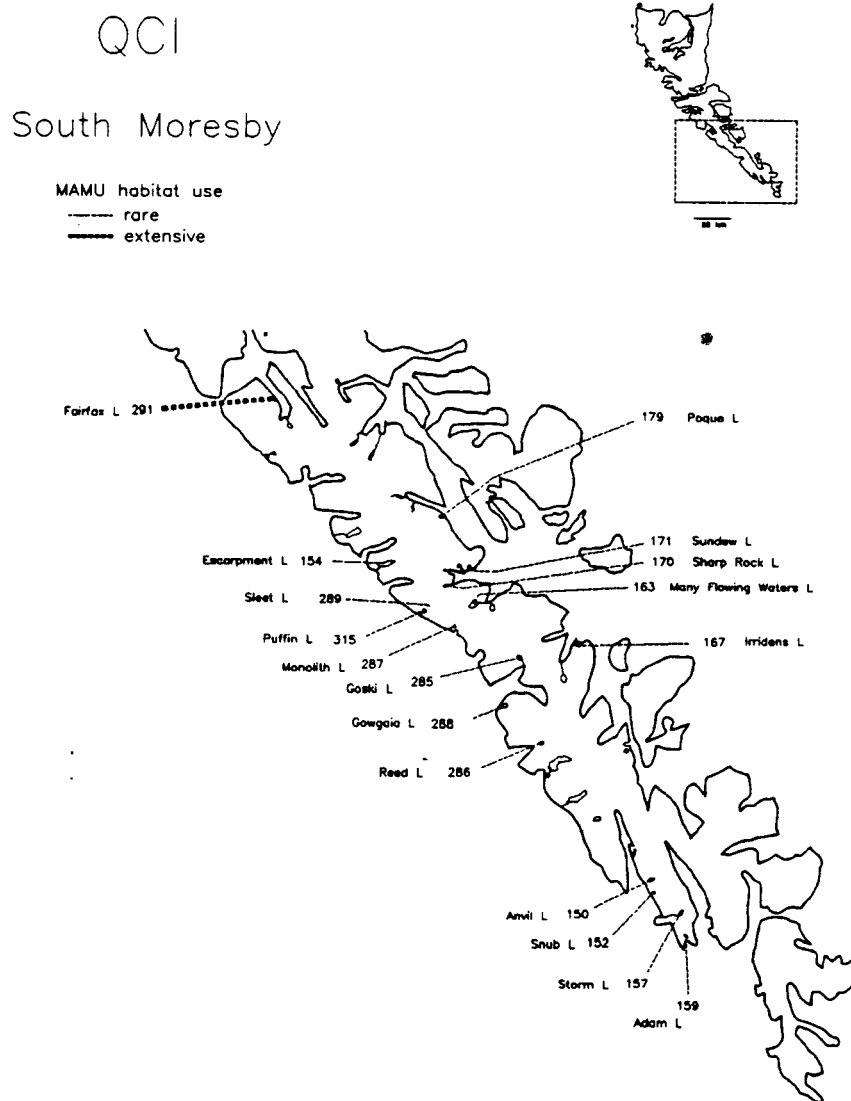 QCI
South Moresby
MAMU habitat use
rare
extensive
Fairfax L 291
179 Poque L
171 Sundew L
170 Sharp Rock L
163 Many Flowing Waters L
167 Irridens L
Escarpment L 154
Sleet L 289
Puffin L 315
Monolith L 287
Goski L 285
Gowgaia L 288
Reed L 286
Anvil L 150
Snub L 152
Storm L 157
159
Adam L